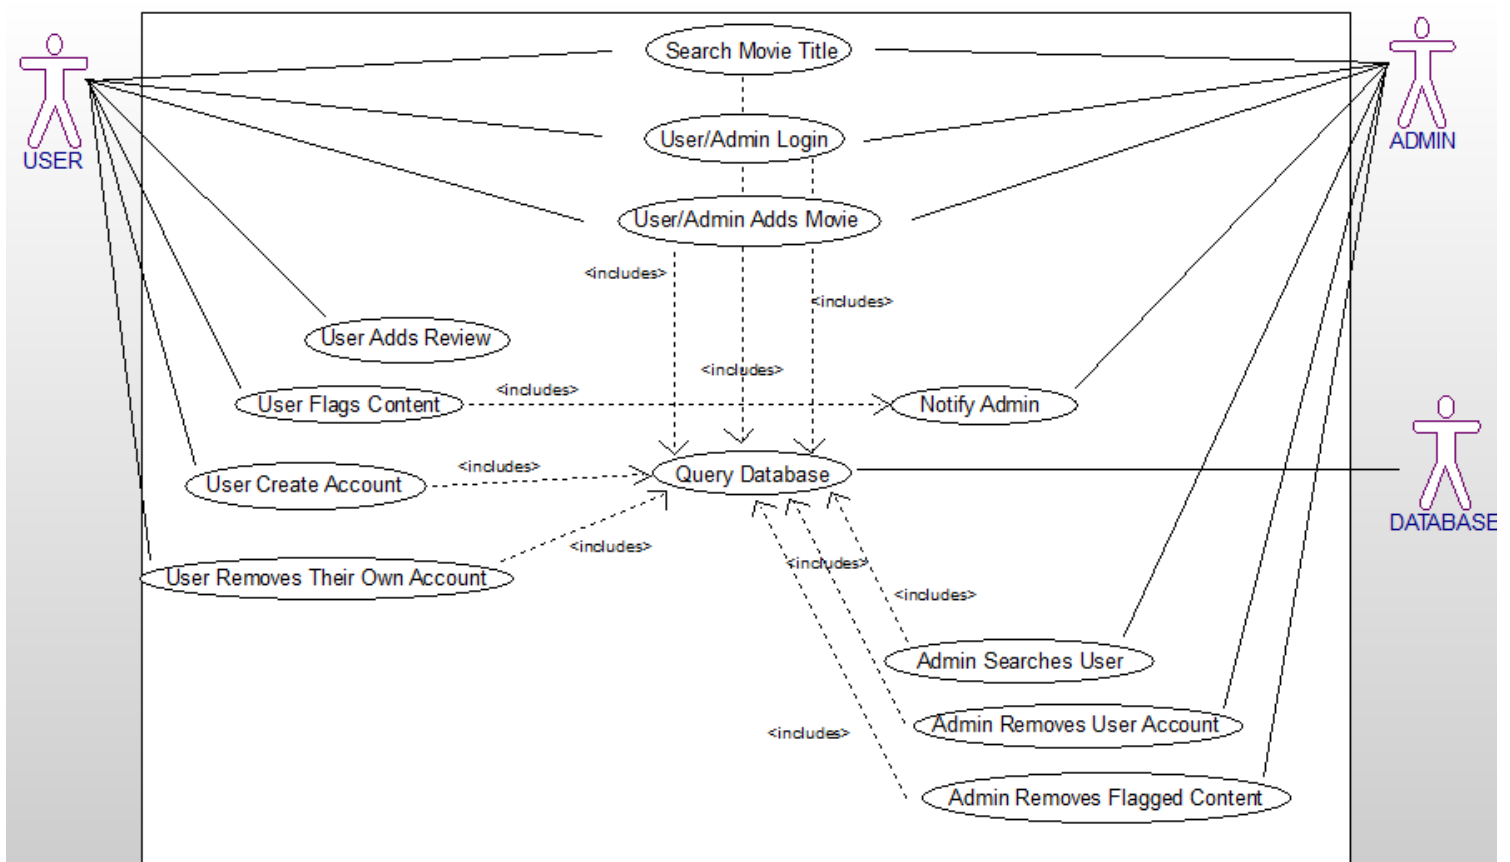 Search Movie Title
User/Admin Login
USER
ADMIN
User/Admin Adds Movie
<includes>
<includes>
User Adds Review
<includes>
<includes>
User Flags Content
Notify Admin
<includes>
Query Database
User Create Account
DATABASE
<includes>
<includes>
User Removes Their Own Account
<includes>
Admin Searches User
Admin Removes User Account
<includes>
Admin Removes Flagged Content